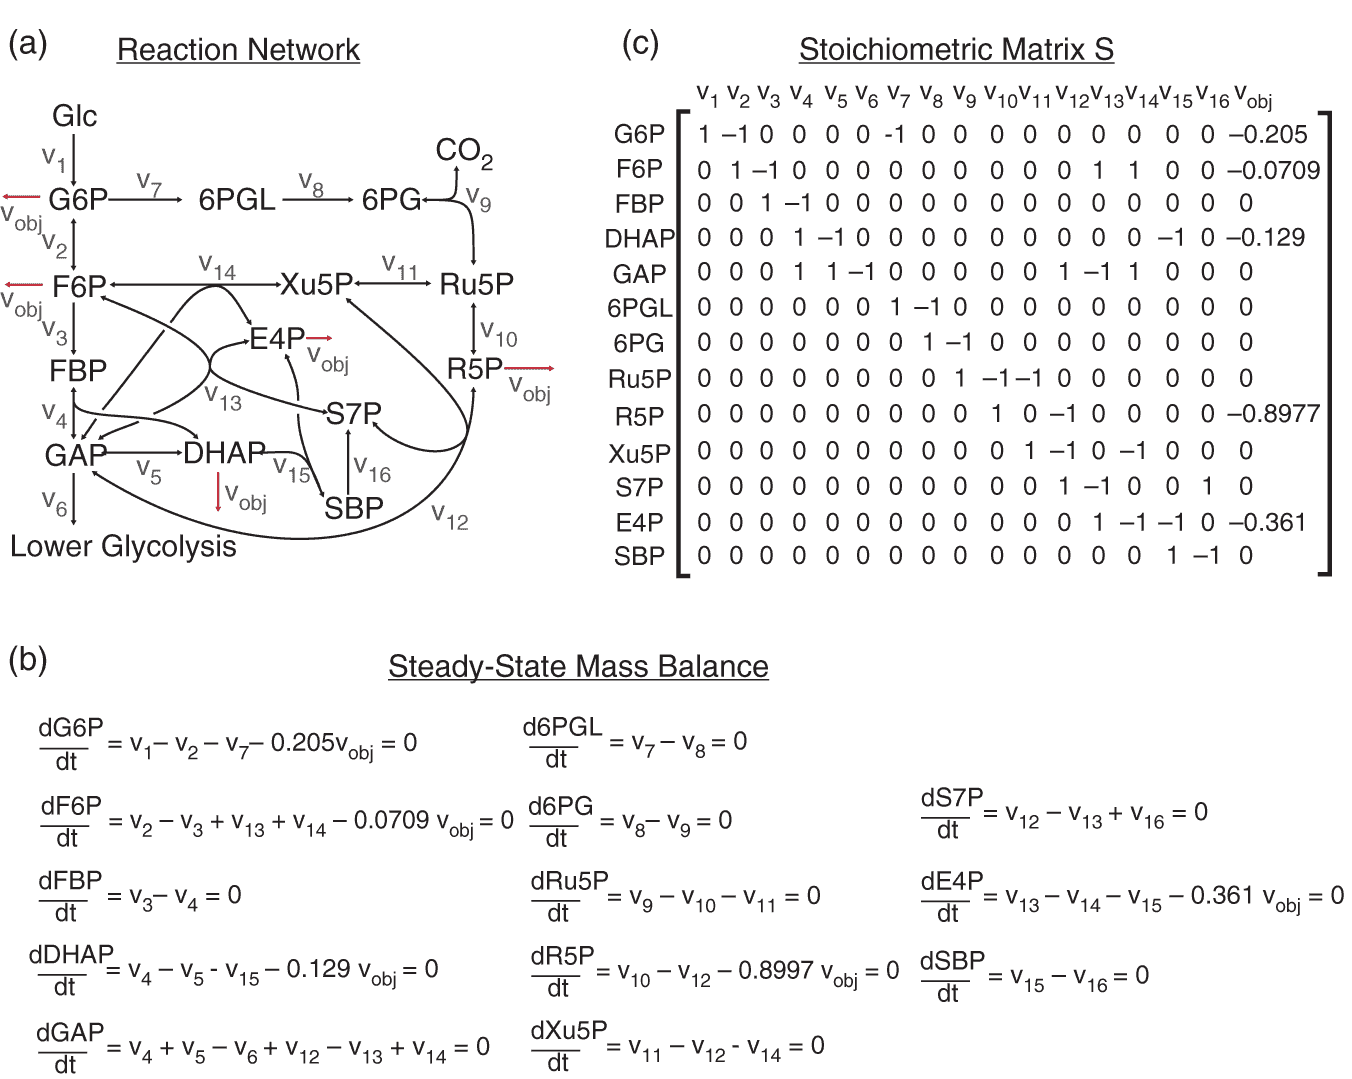 (a) Reaction Network
Glc
v1
G6P v7 6PGL v8 6PG v9 CO2
vobj
v2
F6P v14 Xu5P v11 Ru5P
vobj
v3
E4P
vobj
v10
FBP
R5P
vobj
v13
v4
S7P
GAP v5 DHAP v15 v16
v6
vobj
SBP
v12
Lower Glycolysis
(c) Stoichiometric Matrix S
v1 v2 v3 v4 v5 v6 v7 v8 v9 v10 v11 v12 v13 v14 v15 v16 vobj
G6P 1 –1 0 0 0 0 -1 0 0 0 0 0 0 0 0 0 –0.205
F6P 0 1 –1 0 0 0 0 0 0 0 0 0 1 1 0 0 –0.0709
FBP 0 0 1 –1 0 0 0 0 0 0 0 0 0 0 0 0 0
DHAP 0 0 0 1 –1 0 0 0 0 0 0 0 0 0 –1 0 –0.129
GAP 0 0 0 1 1 –1 0 0 0 0 0 1 –1 1 0 0 0
6PGL 0 0 0 0 0 0 1 –1 0 0 0 0 0 0 0 0 0
6PG 0 0 0 0 0 0 0 1 –1 0 0 0 0 0 0 0 0
Ru5P 0 0 0 0 0 0 0 0 1 –1 –1 0 0 0 0 0 0
R5P 0 0 0 0 0 0 0 0 0 1 0 –1 0 0 0 0 –0.8977
Xu5P 0 0 0 0 0 0 0 0 0 0 1 –1 0 –1 0 0 0
S7P 0 0 0 0 0 0 0 0 0 0 0 1 –1 0 0 1 0
E4P 0 0 0 0 0 0 0 0 0 0 0 0 1 –1 –1 0 –0.361
SBP 0 0 0 0 0 0 0 0 0 0 0 0 0 0 1 –1 0
(b) Steady-State Mass Balance
dG6P/dt = v1– v2 – v7– 0.205vobj = 0
dF6P/dt = v2 – v3 + v13 + v14 – 0.0709 vobj = 0
dFBP/dt = v3– v4 = 0
dDHAP/dt = v4 – v5 - v15 – 0.129 vobj = 0
dGAP/dt = v4 + v5 – v6 + v12 – v13 + v14 = 0
d6PGL/dt = v7 – v8 = 0
d6PG/dt = v8– v9 = 0
dRu5P/dt = v9 – v10 – v11 = 0
dR5P/dt = v10 – v12 – 0.8997 vobj = 0
dXu5P/dt = v11 – v12 - v14 = 0
dS7P/dt = v12 – v13 + v16 = 0
dE4P/dt = v13 – v14 – v15 – 0.361 vobj = 0
dSBP/dt = v15 – v16 = 0